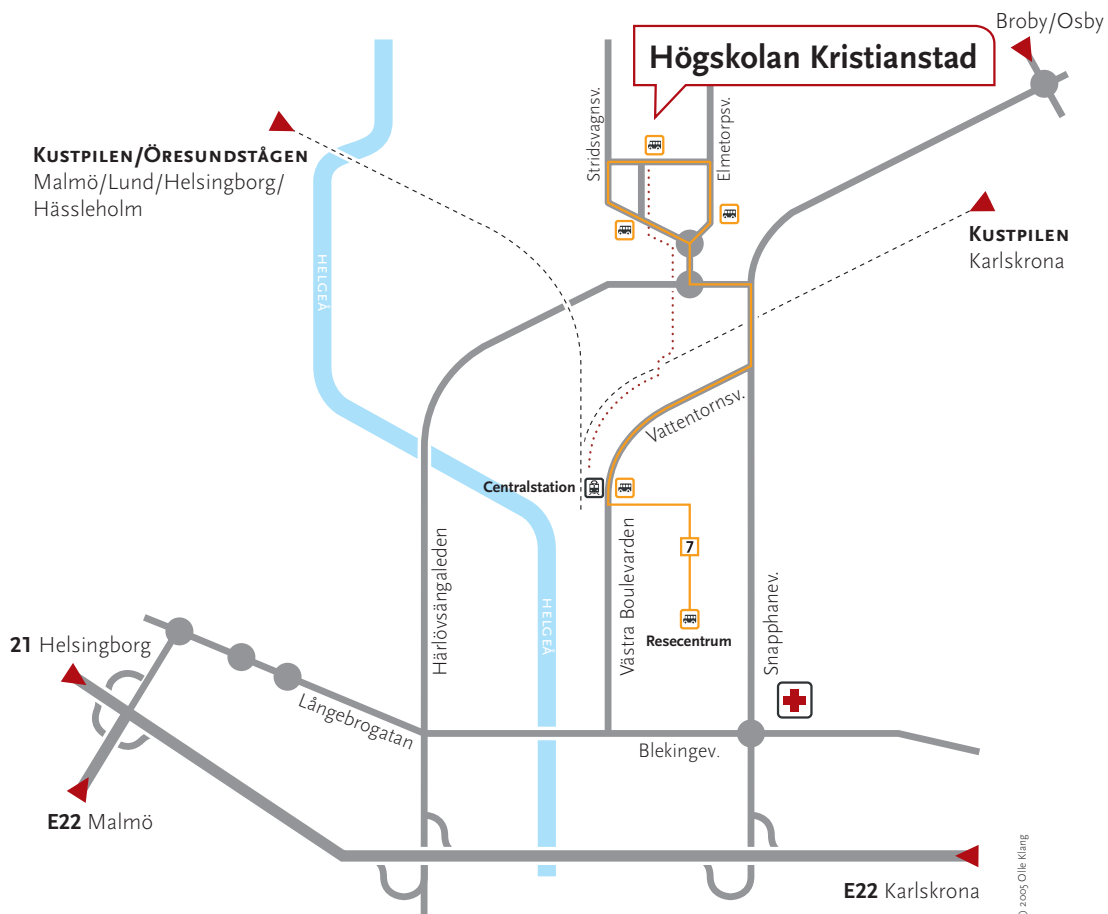 Broby/Osby
Högskolan Kristianstad
Stridsvagnsv.
Elmetorpsv.
KUSTPILEN/ÖRESUNDSTÅGEN
Malmö/Lund/Helsingborg/
Hässleholm
KUSTPILEN
Karlskrona
HELGEÅ
Vattentornsv.
Centralstation
7
Härlövsängaleden
HELGEÅ
Västra Boulevarden
Resecentrum
Snapphanev.
21 Helsingborg
Långebrogatan
Blekingev.
E22 Malmö
E22 Karlskrona
© 2005 Olle Klang